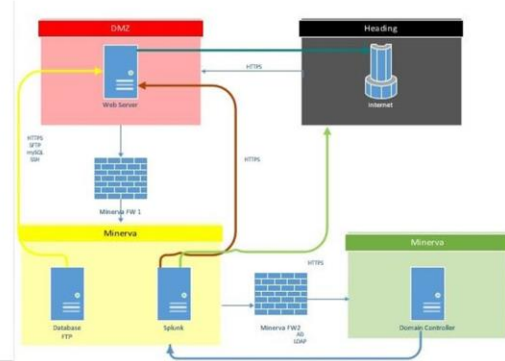 DMZ
Heading
Web Server
HTTPS
Internet
HTTPS
SFTP
mySQL
SSH
HTTPS
Minerva FW 1
Minerva
Minerva
HTTPS
Database
FTP
Splunk
Minerva FW2
AD
LDAP
Domain Controller